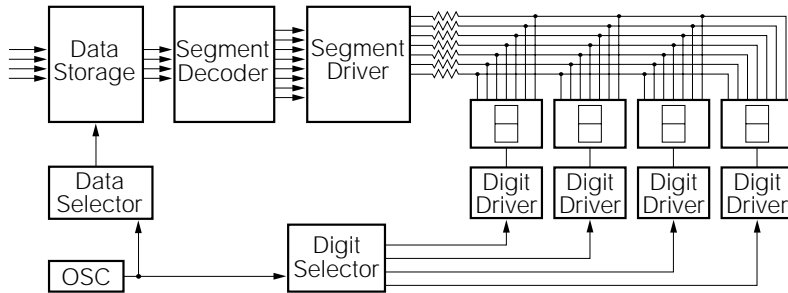 Data
Storage
Segment
Decoder
Segment
Driver
Data
Selector
Digit
Driver
Digit
Driver
Digit
Driver
Digit
Driver
OSC
Digit
Selector